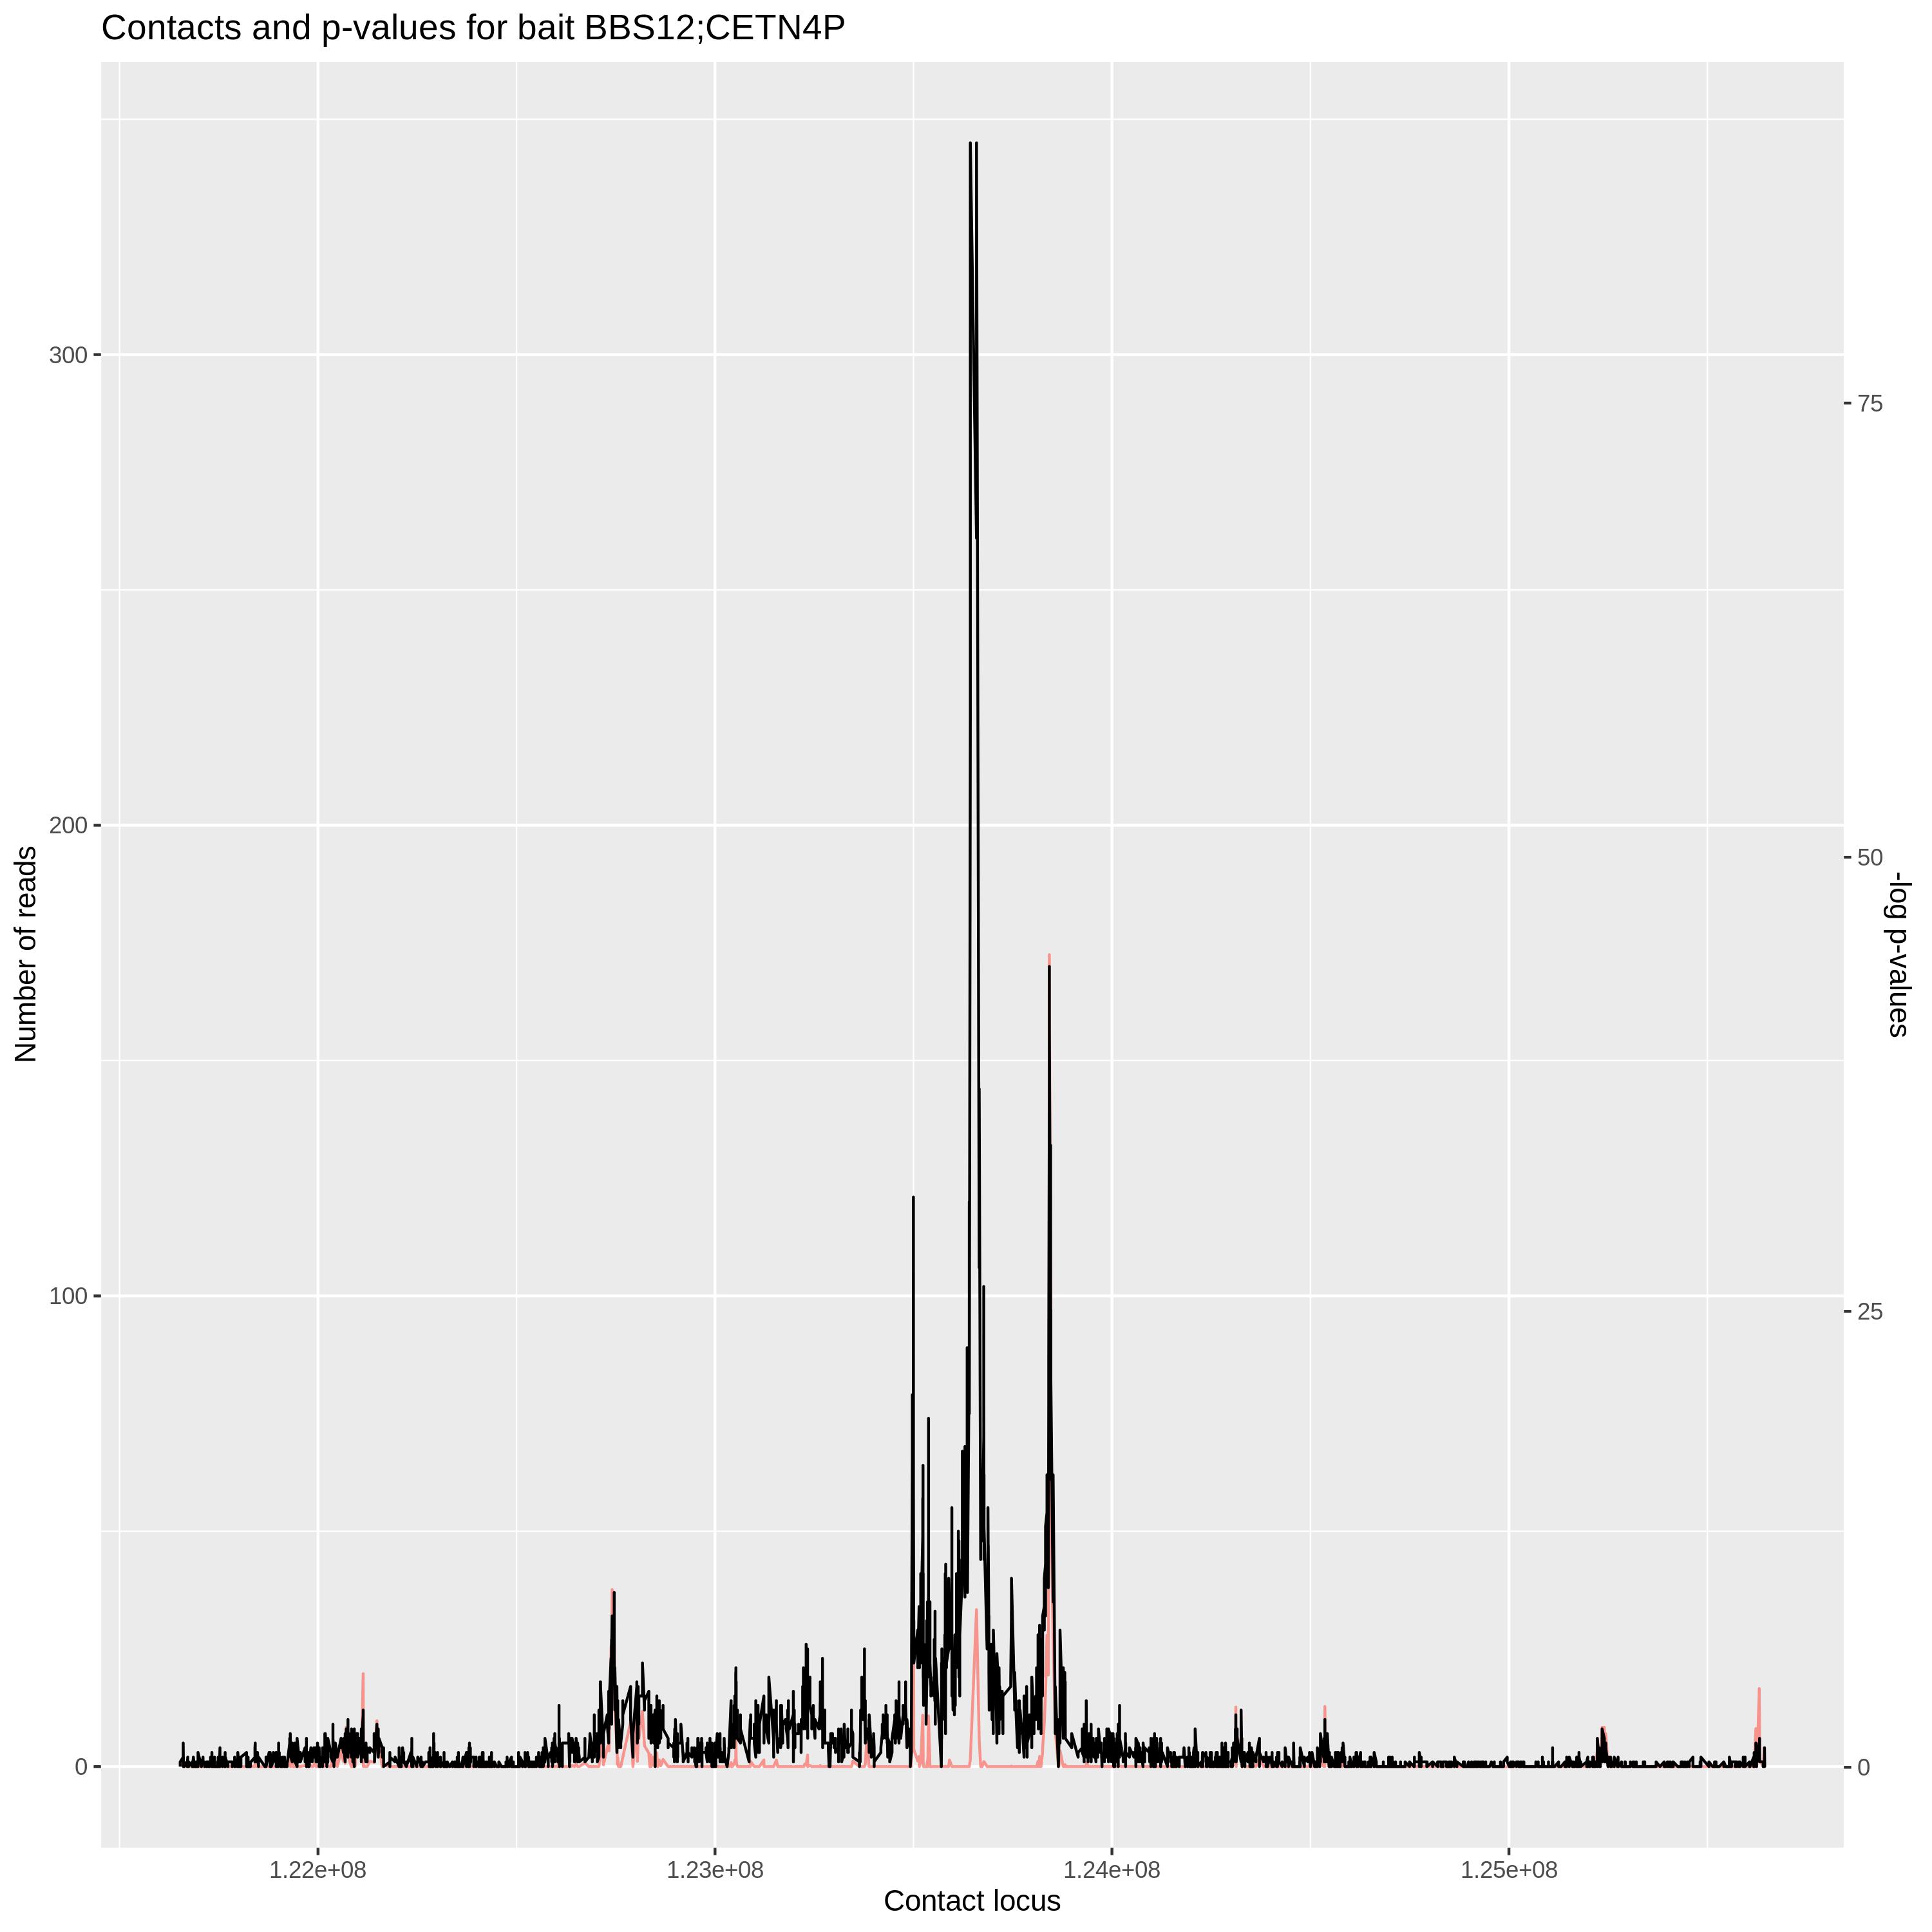 Contacts and p-values for bait BBS12;CETN4P
300
200
100
0
Number of reads
75
50
25
0
-log p-values
1.22e+08
1.23e+08
1.24e+08
1.25e+08
Contact locus